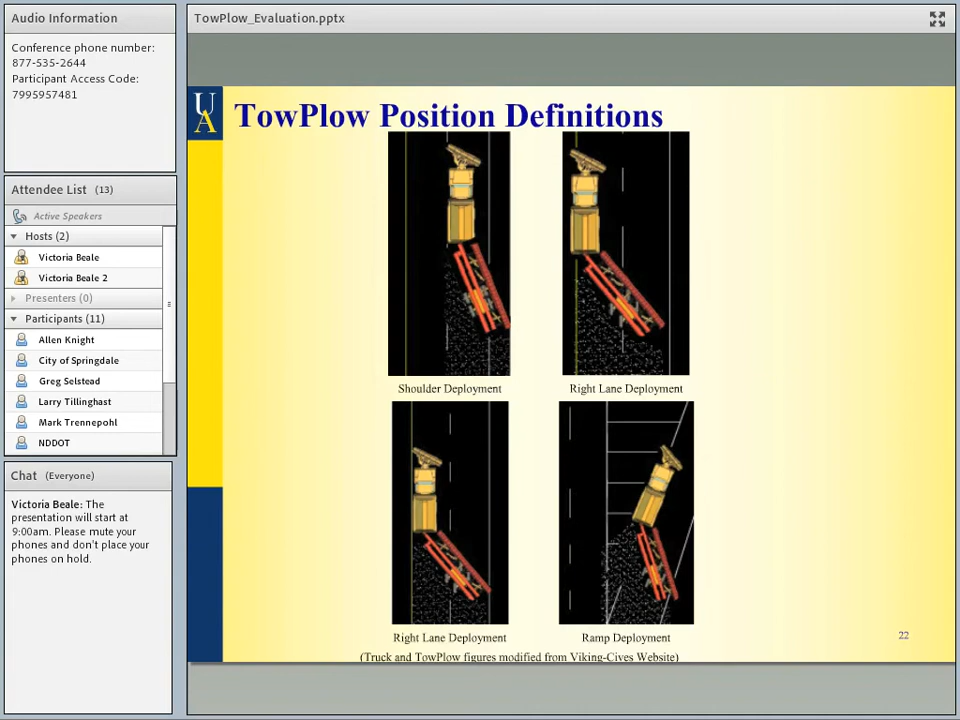 Audio Information
Conference phone number:
877-535-2644
Participant Access Code:
7995957481
Attendee List (13)
Active Speakers
Hosts (2)
Victoria Beale
Victoria Beale 2
Presenters (0)
Participants (11)
Allen Knight
City of Springdale
Greg Selstead
Larry Tillinghast
Mark Trennepohl
NDDOT
Chat (Everyone)
Victoria Beale: The
presentation will start at
9:00am. Please mute your
phones and don't place your
phones on hold.
TowPlow_Evaluation.pptx
UA
TowPlow Position Definitions
Shoulder Deployment
Right Lane Deployment
Right Lane Deployment
Ramp Deployment
(Truck and TowPlow figures modified from Viking-Cives Website)
22